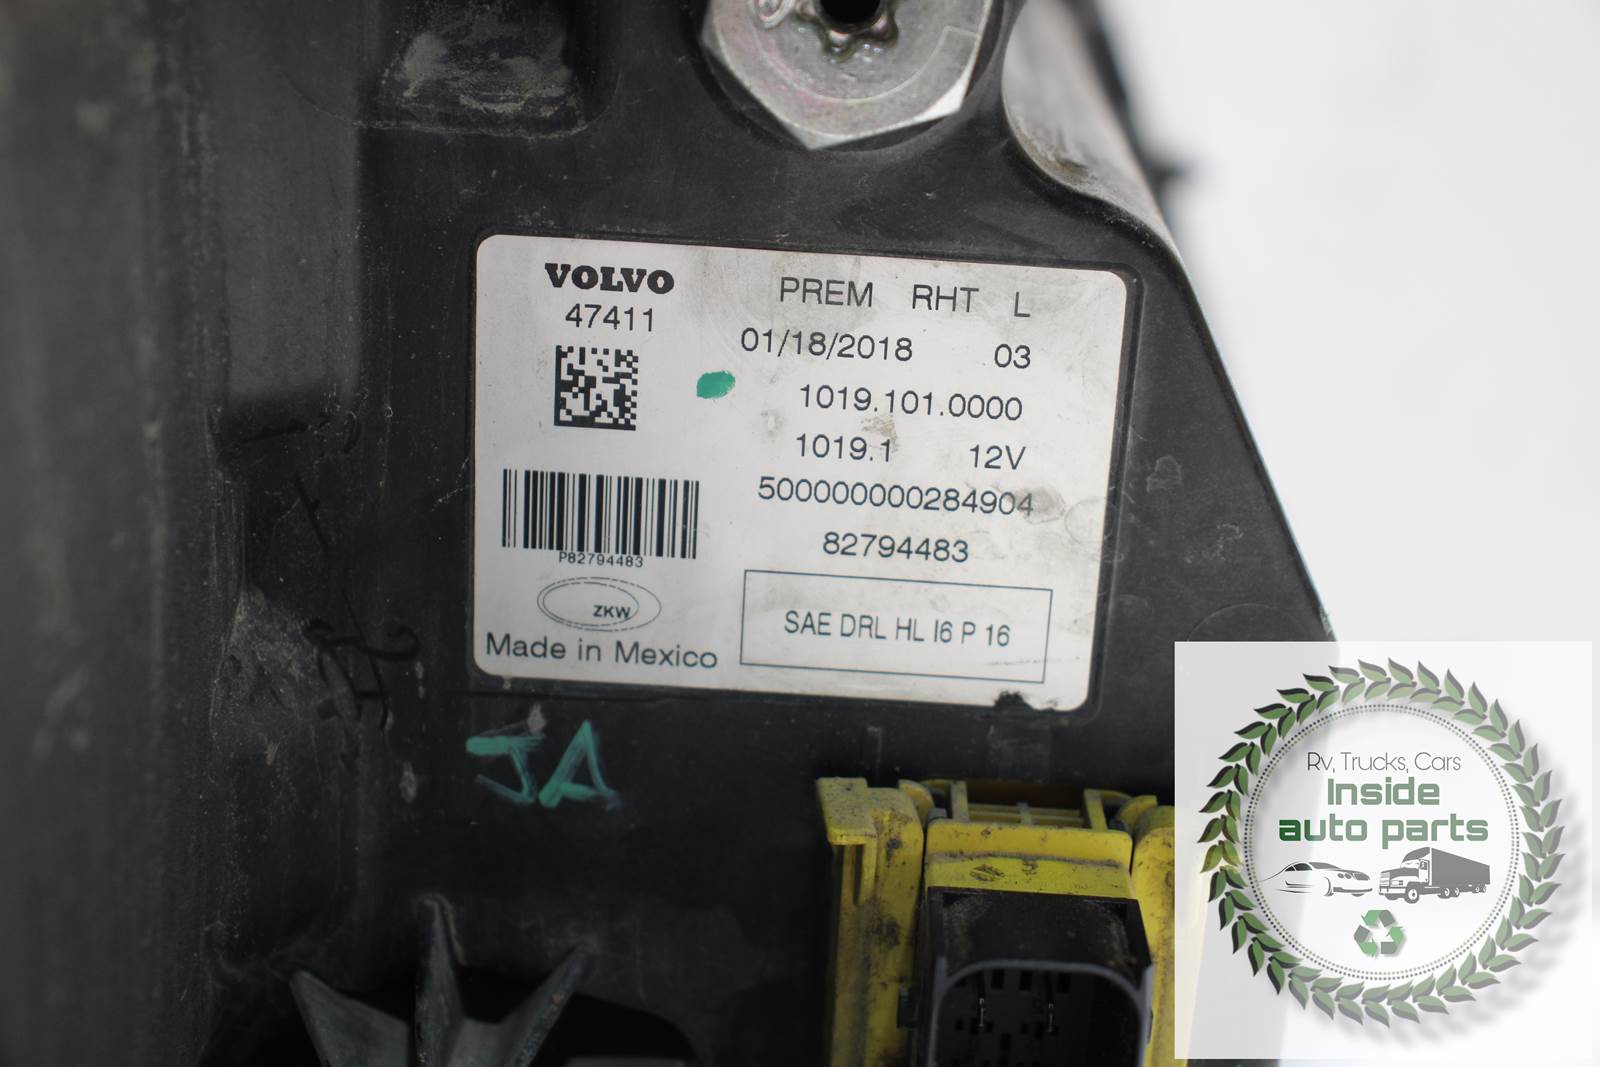 VOLVO
47411
PREM RHT L
01/18/2018 03
1019.101.0000
1019.1 12V
500000000284904
82794483
P82794483
ZKW
Made in Mexico
SAE DRL HL I6 P 16
JA
Rv, Trucks, Cars
Inside
auto parts